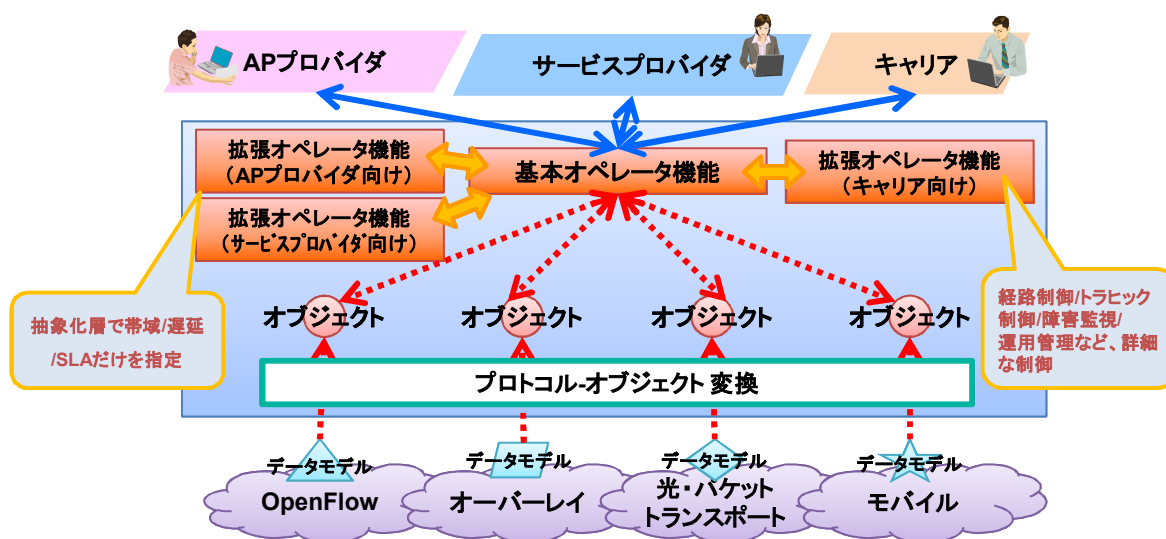 APプロバイダ
サービスプロバイダ
キャリア
拡張オペレータ機能
（APプロバイダ向け）
基本オペレータ機能
拡張オペレータ機能
（キャリア向け）
拡張オペレータ機能
（ｻｰﾋﾞｽﾌﾟﾛﾊﾞｲﾀﾞ向け）
抽象化層で帯域/遅延
/SLAだけを指定
経路制御/トラヒック
制御/障害監視/
運用管理など、詳細
な制御
オブジェクト
オブジェクト
オブジェクト
オブジェクト
プロトコル-オブジェクト 変換
データモデル
データモデル
データモデル
データモデル
OpenFlow
オーバーレイ
光・パケット
トランスポート
モバイル